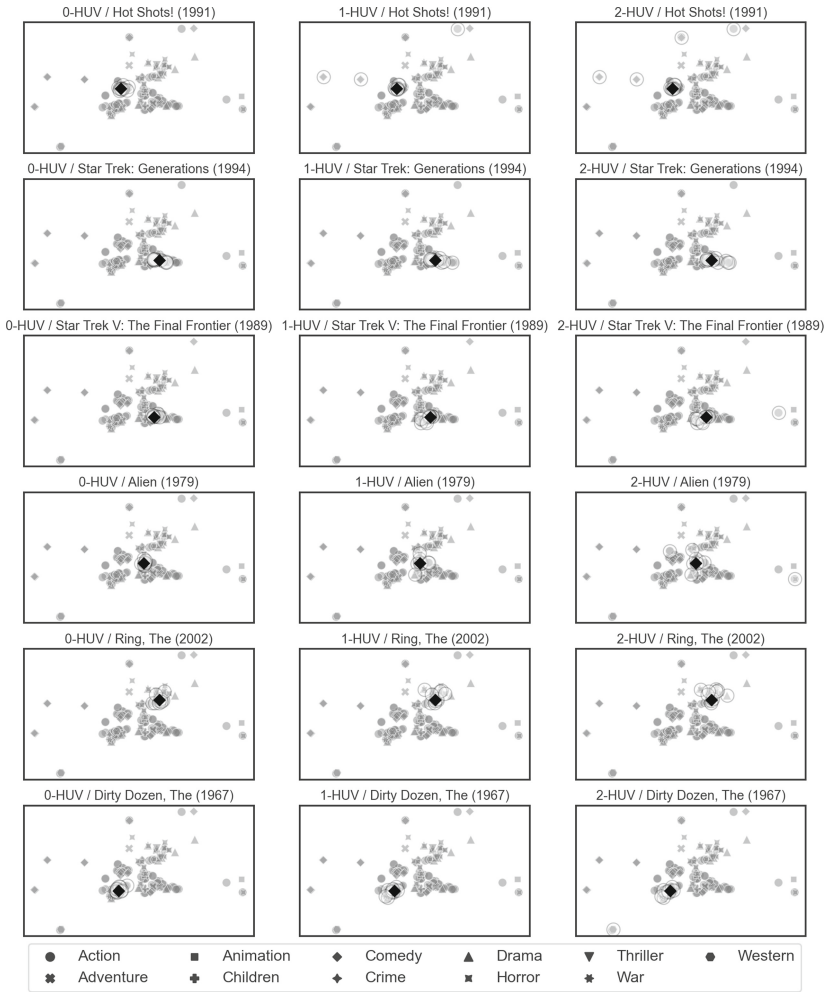 0-HUV / Hot Shots! (1991) 1-HUV / Hot Shots! (1991) 2-HUV / Hot Shots! (1991)
0-HUV / Star Trek: Generations (1994) 1-HUV / Star Trek: Generations (1994) 2-HUV / Star Trek: Generations (1994)
0-HUV / Star Trek V: The Final Frontier (1989) 1-HUV / Star Trek V: The Final Frontier (1989) 2-HUV / Star Trek V: The Final Frontier (1989)
0-HUV / Alien (1979) 1-HUV / Alien (1979) 2-HUV / Alien (1979)
0-HUV / Ring, The (2002) 1-HUV / Ring, The (2002) 2-HUV / Ring, The (2002)
0-HUV / Dirty Dozen, The (1967) 1-HUV / Dirty Dozen, The (1967) 2-HUV / Dirty Dozen, The (1967)
Action Animation Comedy Drama Thriller Western
Adventure Children Crime Horror War